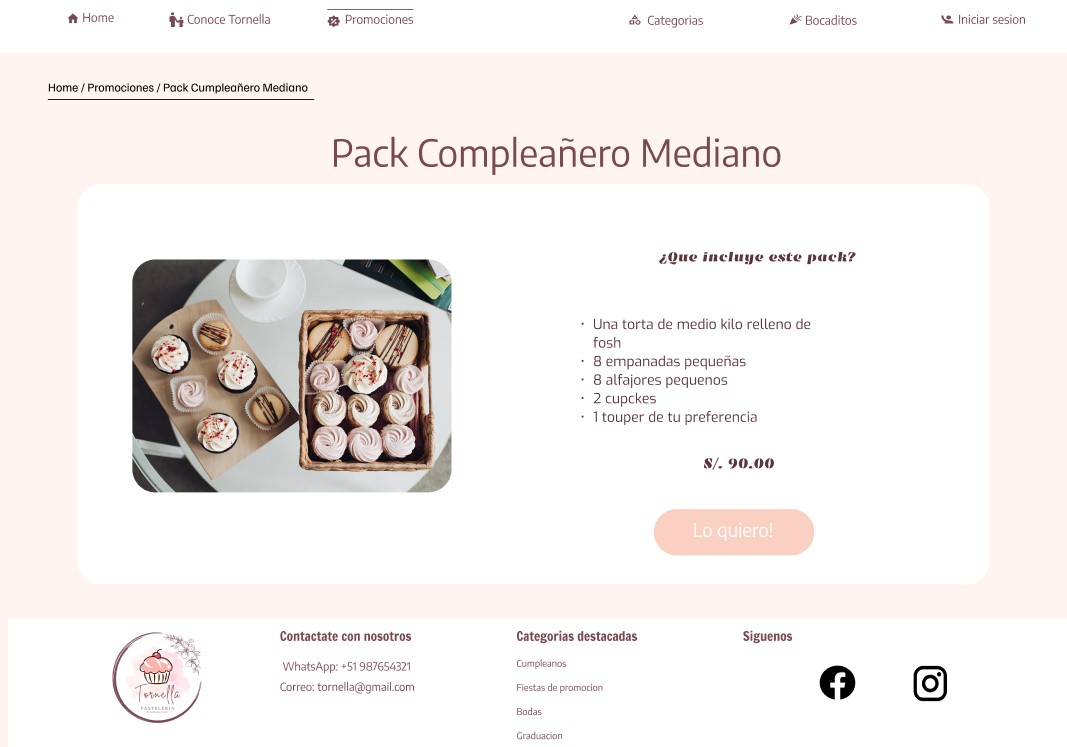 Home
Conoce Tornella
Promociones
Categorias
Bocaditos
Iniciar sesion
Home / Promociones / Pack Cumpleañero Mediano
Pack Compleañero Mediano
¿Que incluye este pack?
· Una torta de medio kilo relleno de
fosh
· 8 empanadas pequeñas
· 8 alfajores pequenos
· 2 cupckes
· 1 touper de tu preferencia
S/. 90.00
Lo quiero!
Tornella
PASTELERIA
Contactate con nosotros
WhatsApp: +51 987654321
Correo: tornella@gmail.com
Categorias destacadas
Cumpleanos
Fiestas de promocion
Bodas
Graduacion
Siguenos